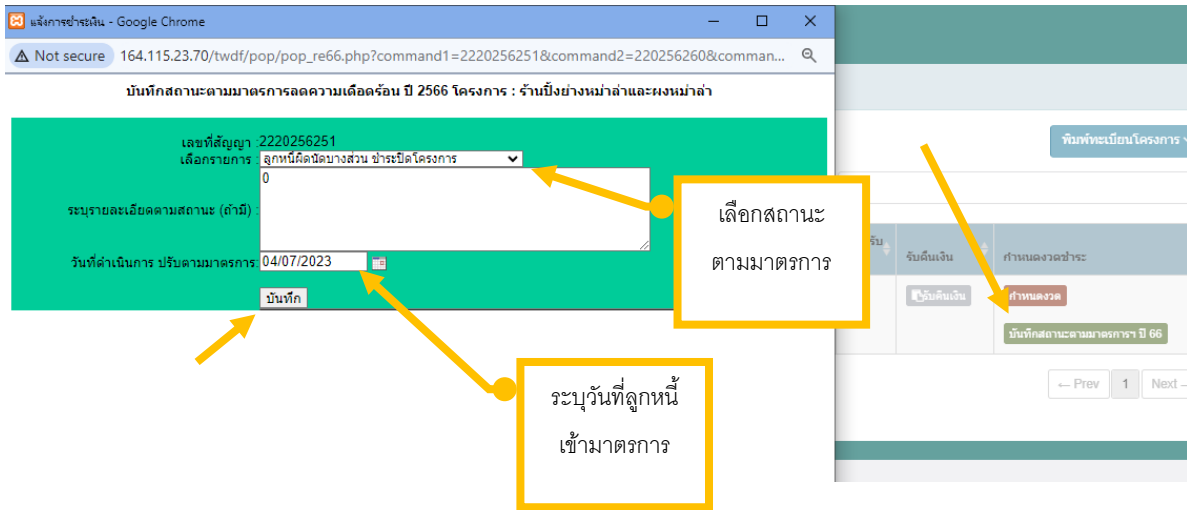 แจ้งการชำระเงิน - Google Chrome
Not secure 164.115.23.70/twdf/pop/pop_re66.php?command1=2220256251&command2=220256260&comman...
บันทึกสถานะตามมาตรการลดความเดือดร้อน ปี 2566 โครงการ : ร้านปิ้งย่างหม่าล่าและผงหม่าล่า
เลขที่สัญญา :2220256251
เลือกรายการ : ลูกหนี้ผิดนัดบางส่วน ชำระปิดโครงการ
0
ระบุรายละเอียดตามสถานะ (ถ้ามี) :
วันที่ดำเนินการ ปรับตามมาตรการ: 04/07/2023
บันทึก
เลือกสถานะ
ตามมาตรการ
ระบุวันที่ลูกหนี้
เข้ามาตรการ
พิมพ์ทะเบียนโครงการ
รับ
รับคืนเงิน
กำหนดงวดชำระ
รับคืนเงิน
กำหนดงวด
บันทึกสถานะตามมาตรการฯ ปี 66
← Prev 1 Next →